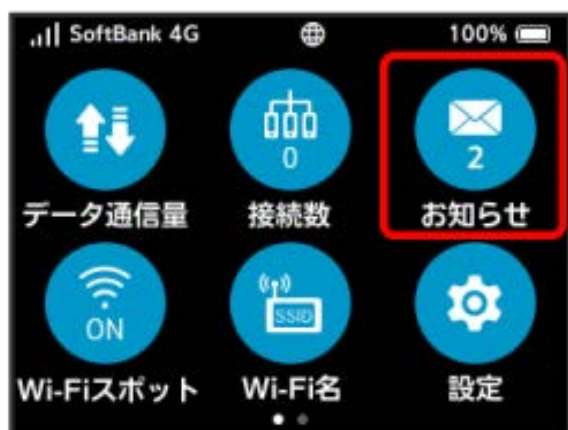 SoftBank 4G 100%
0 2
データ通信量 接続数 お知らせ
ON SSID
Wi-Fiスポット Wi-Fi名 設定